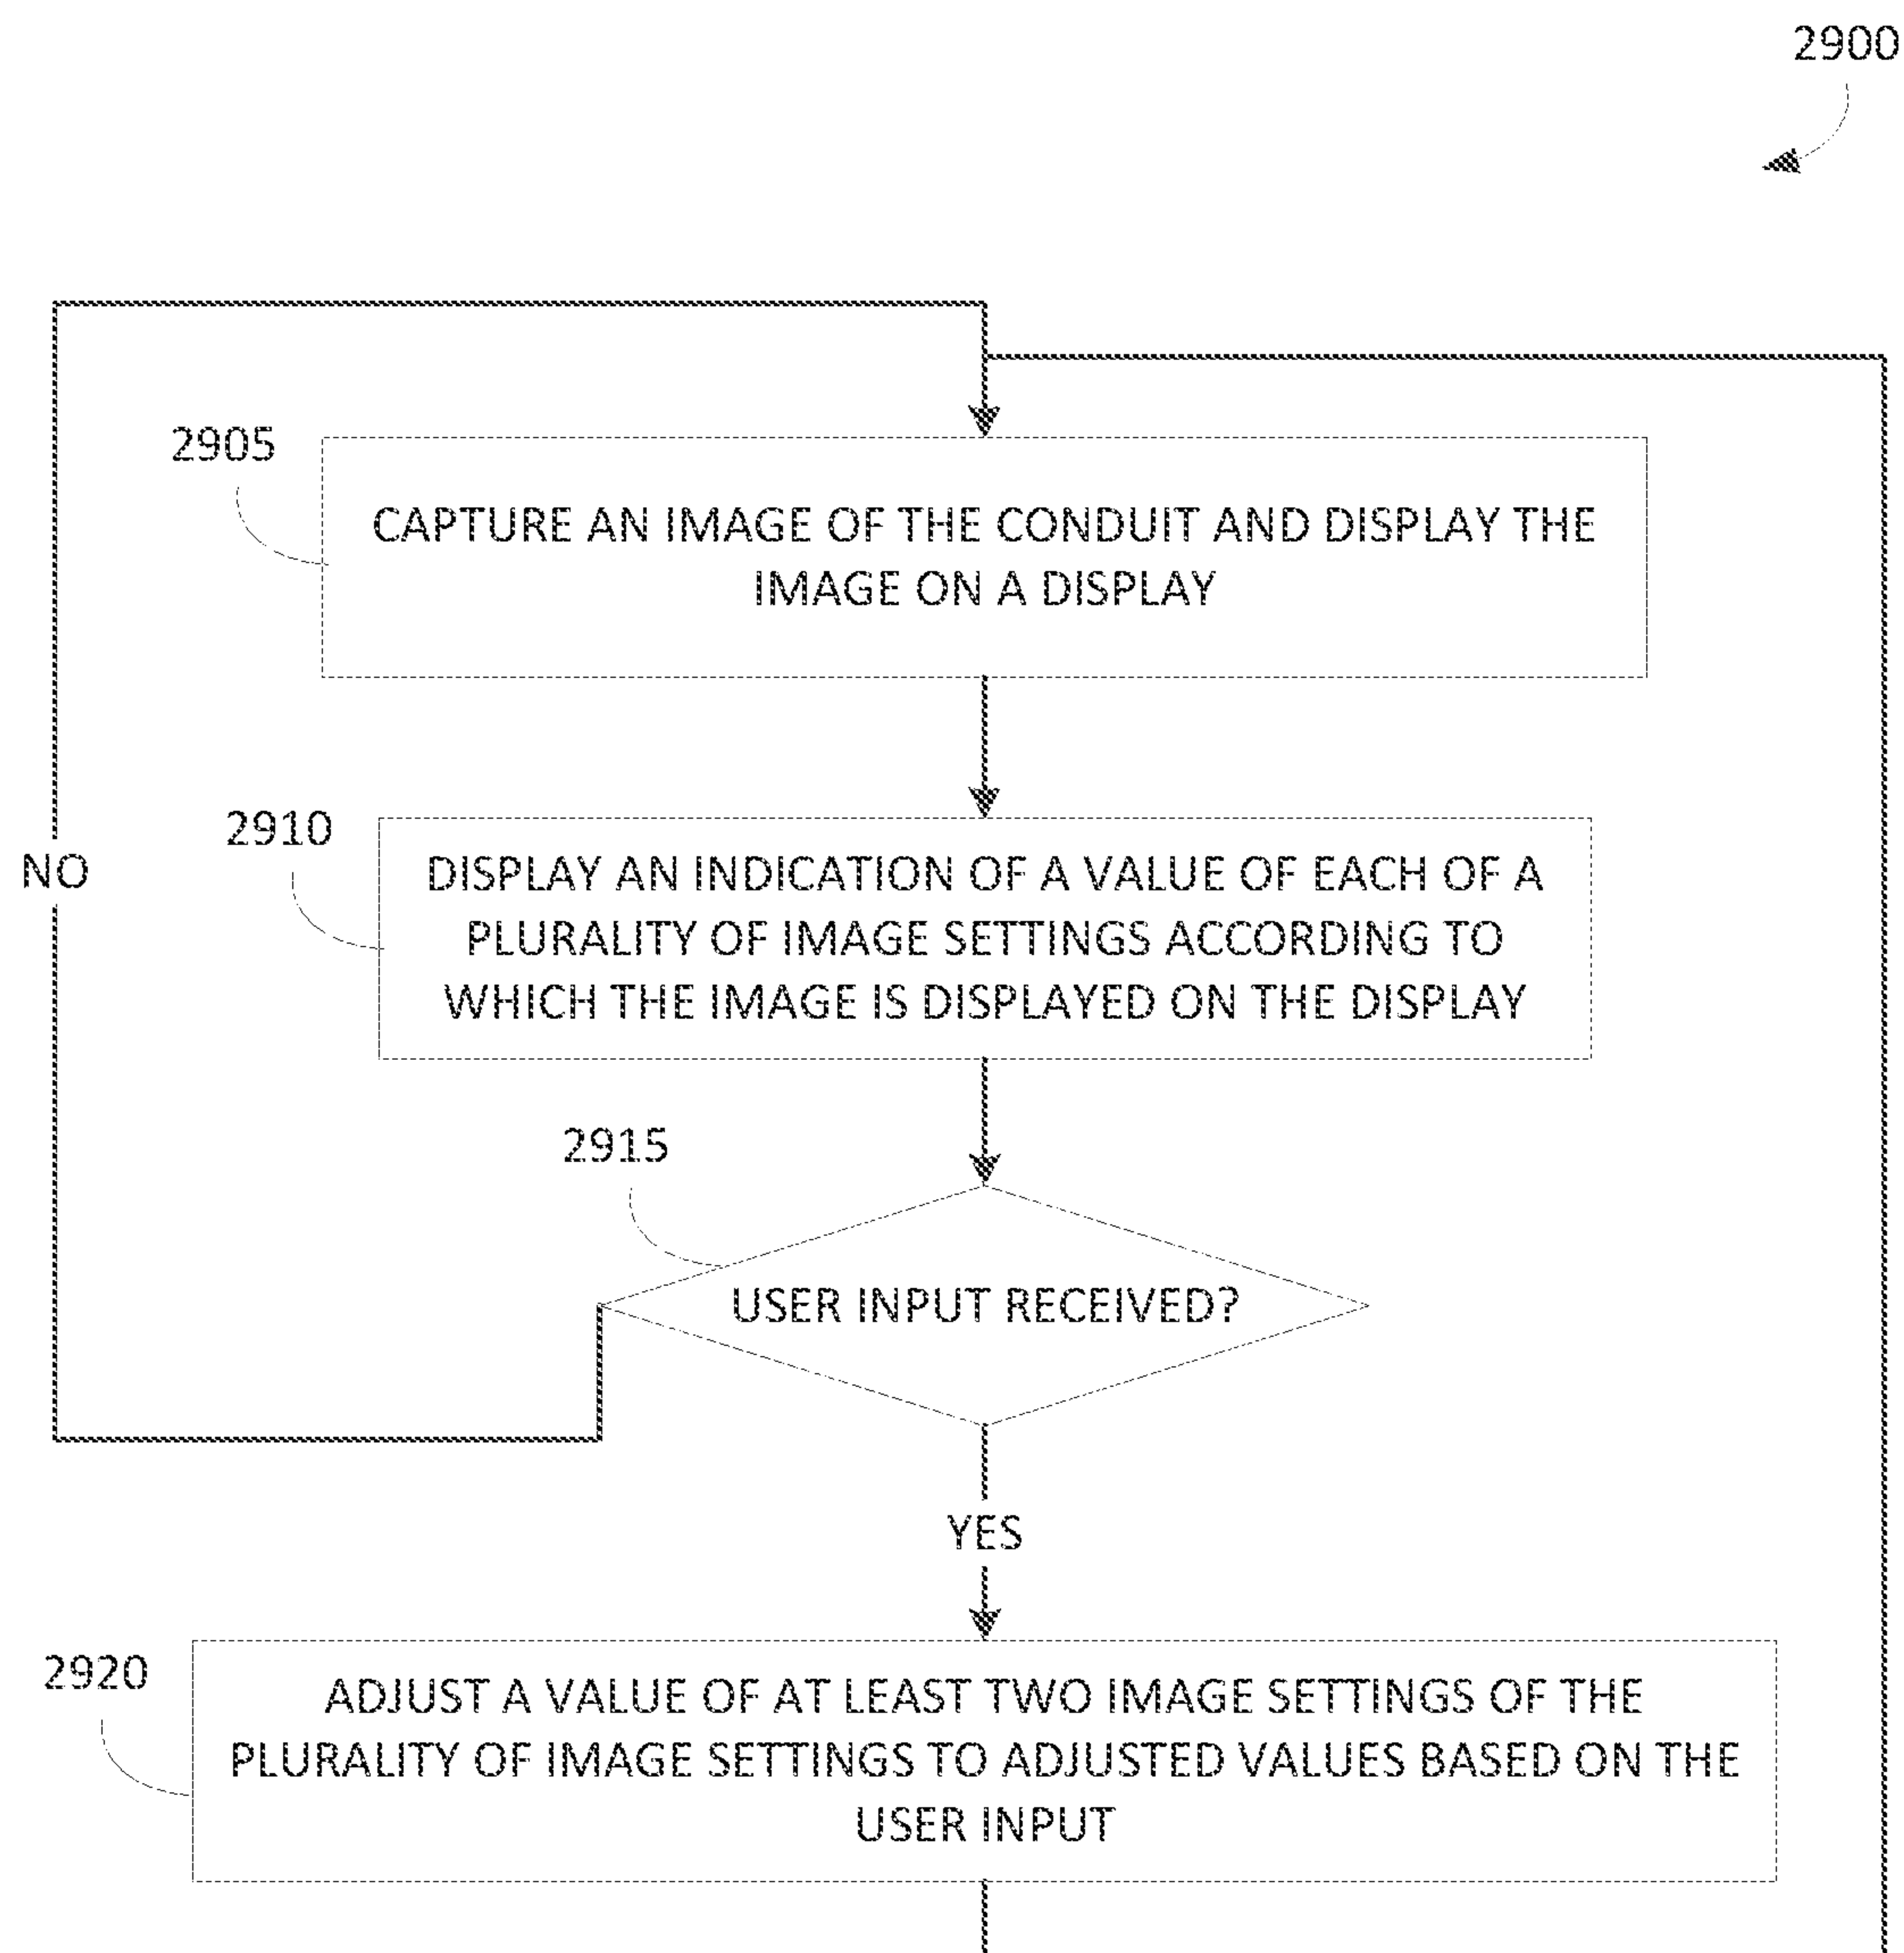 2900
2905
CAPTURE AN IMAGE OF THE CONDUIT AND DISPLAY THE
IMAGE ON A DISPLAY
2910
DISPLAY AN INDICATION OF A VALUE OF EACH OF A
PLURALITY OF IMAGE SETTINGS ACCORDING TO
WHICH THE IMAGE IS DISPLAYED ON THE DISPLAY
NO
2915
USER INPUT RECEIVED?
YES
2920
ADJUST A VALUE OF AT LEAST TWO IMAGE SETTINGS OF THE
PLURALITY OF IMAGE SETTINGS TO ADJUSTED VALUES BASED ON THE
USER INPUT